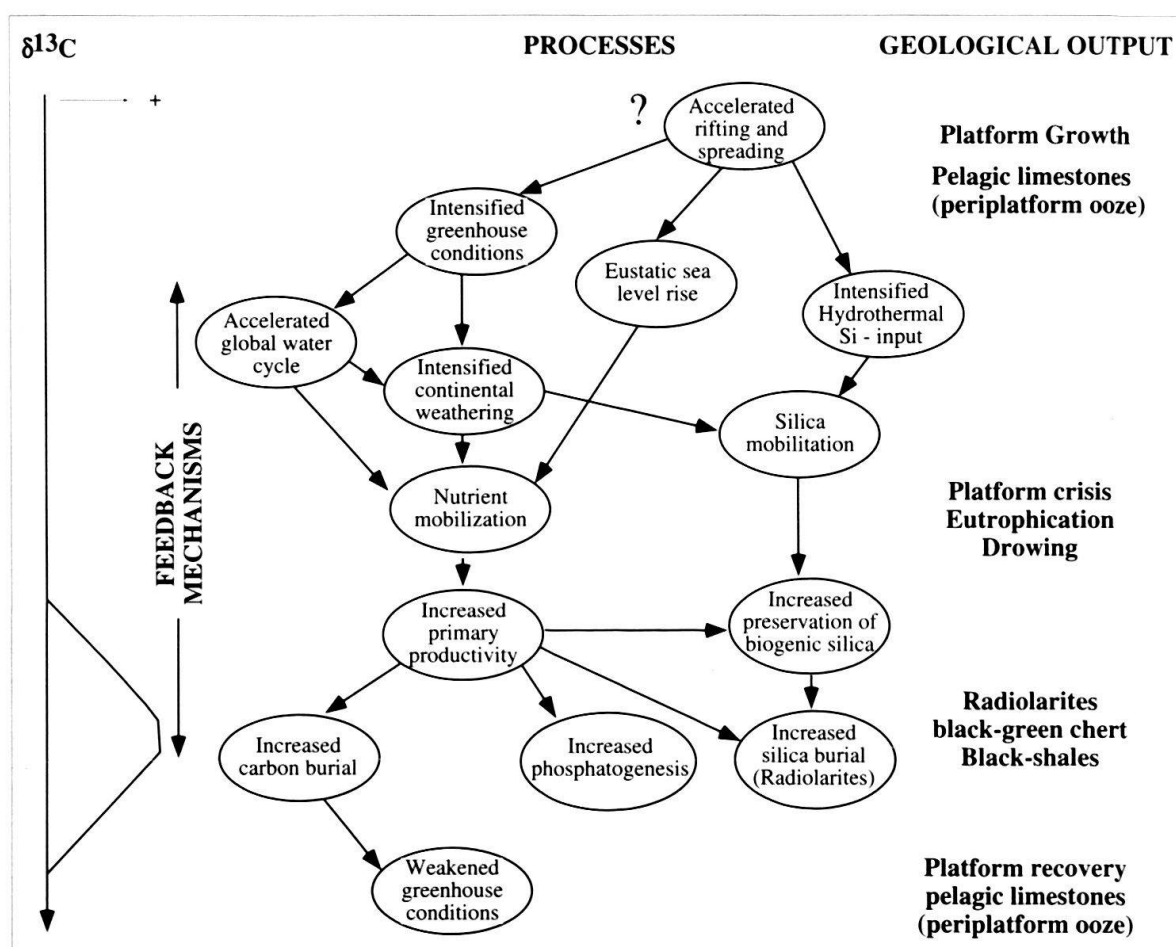 δ13C
PROCESSES
GEOLOGICAL OUTPUT
+
?
Accelerated
rifting and
spreading
Platform Growth
Pelagic limestones
(periplatform ooze)
Intensified
greenhouse
conditions
Eustatic sea
level rise
Intensified
Hydrothermal
Si - input
Accelerated
global water
cycle
Intensified
continental
weathering
Silica
mobilitation
FEEDBACK
MECHANISMS
Nutrient
mobilization
Platform crisis
Eutrophication
Drowing
Increased
primary
productivity
Increased
preservation of
biogenic silica
Radiolarites
black-green chert
Black-shales
Increased
carbon burial
Increased
phosphatogenesis
Increased
silica burial
(Radiolarites)
Weakened
greenhouse
conditions
Platform recovery
pelagic limestones
(periplatform ooze)